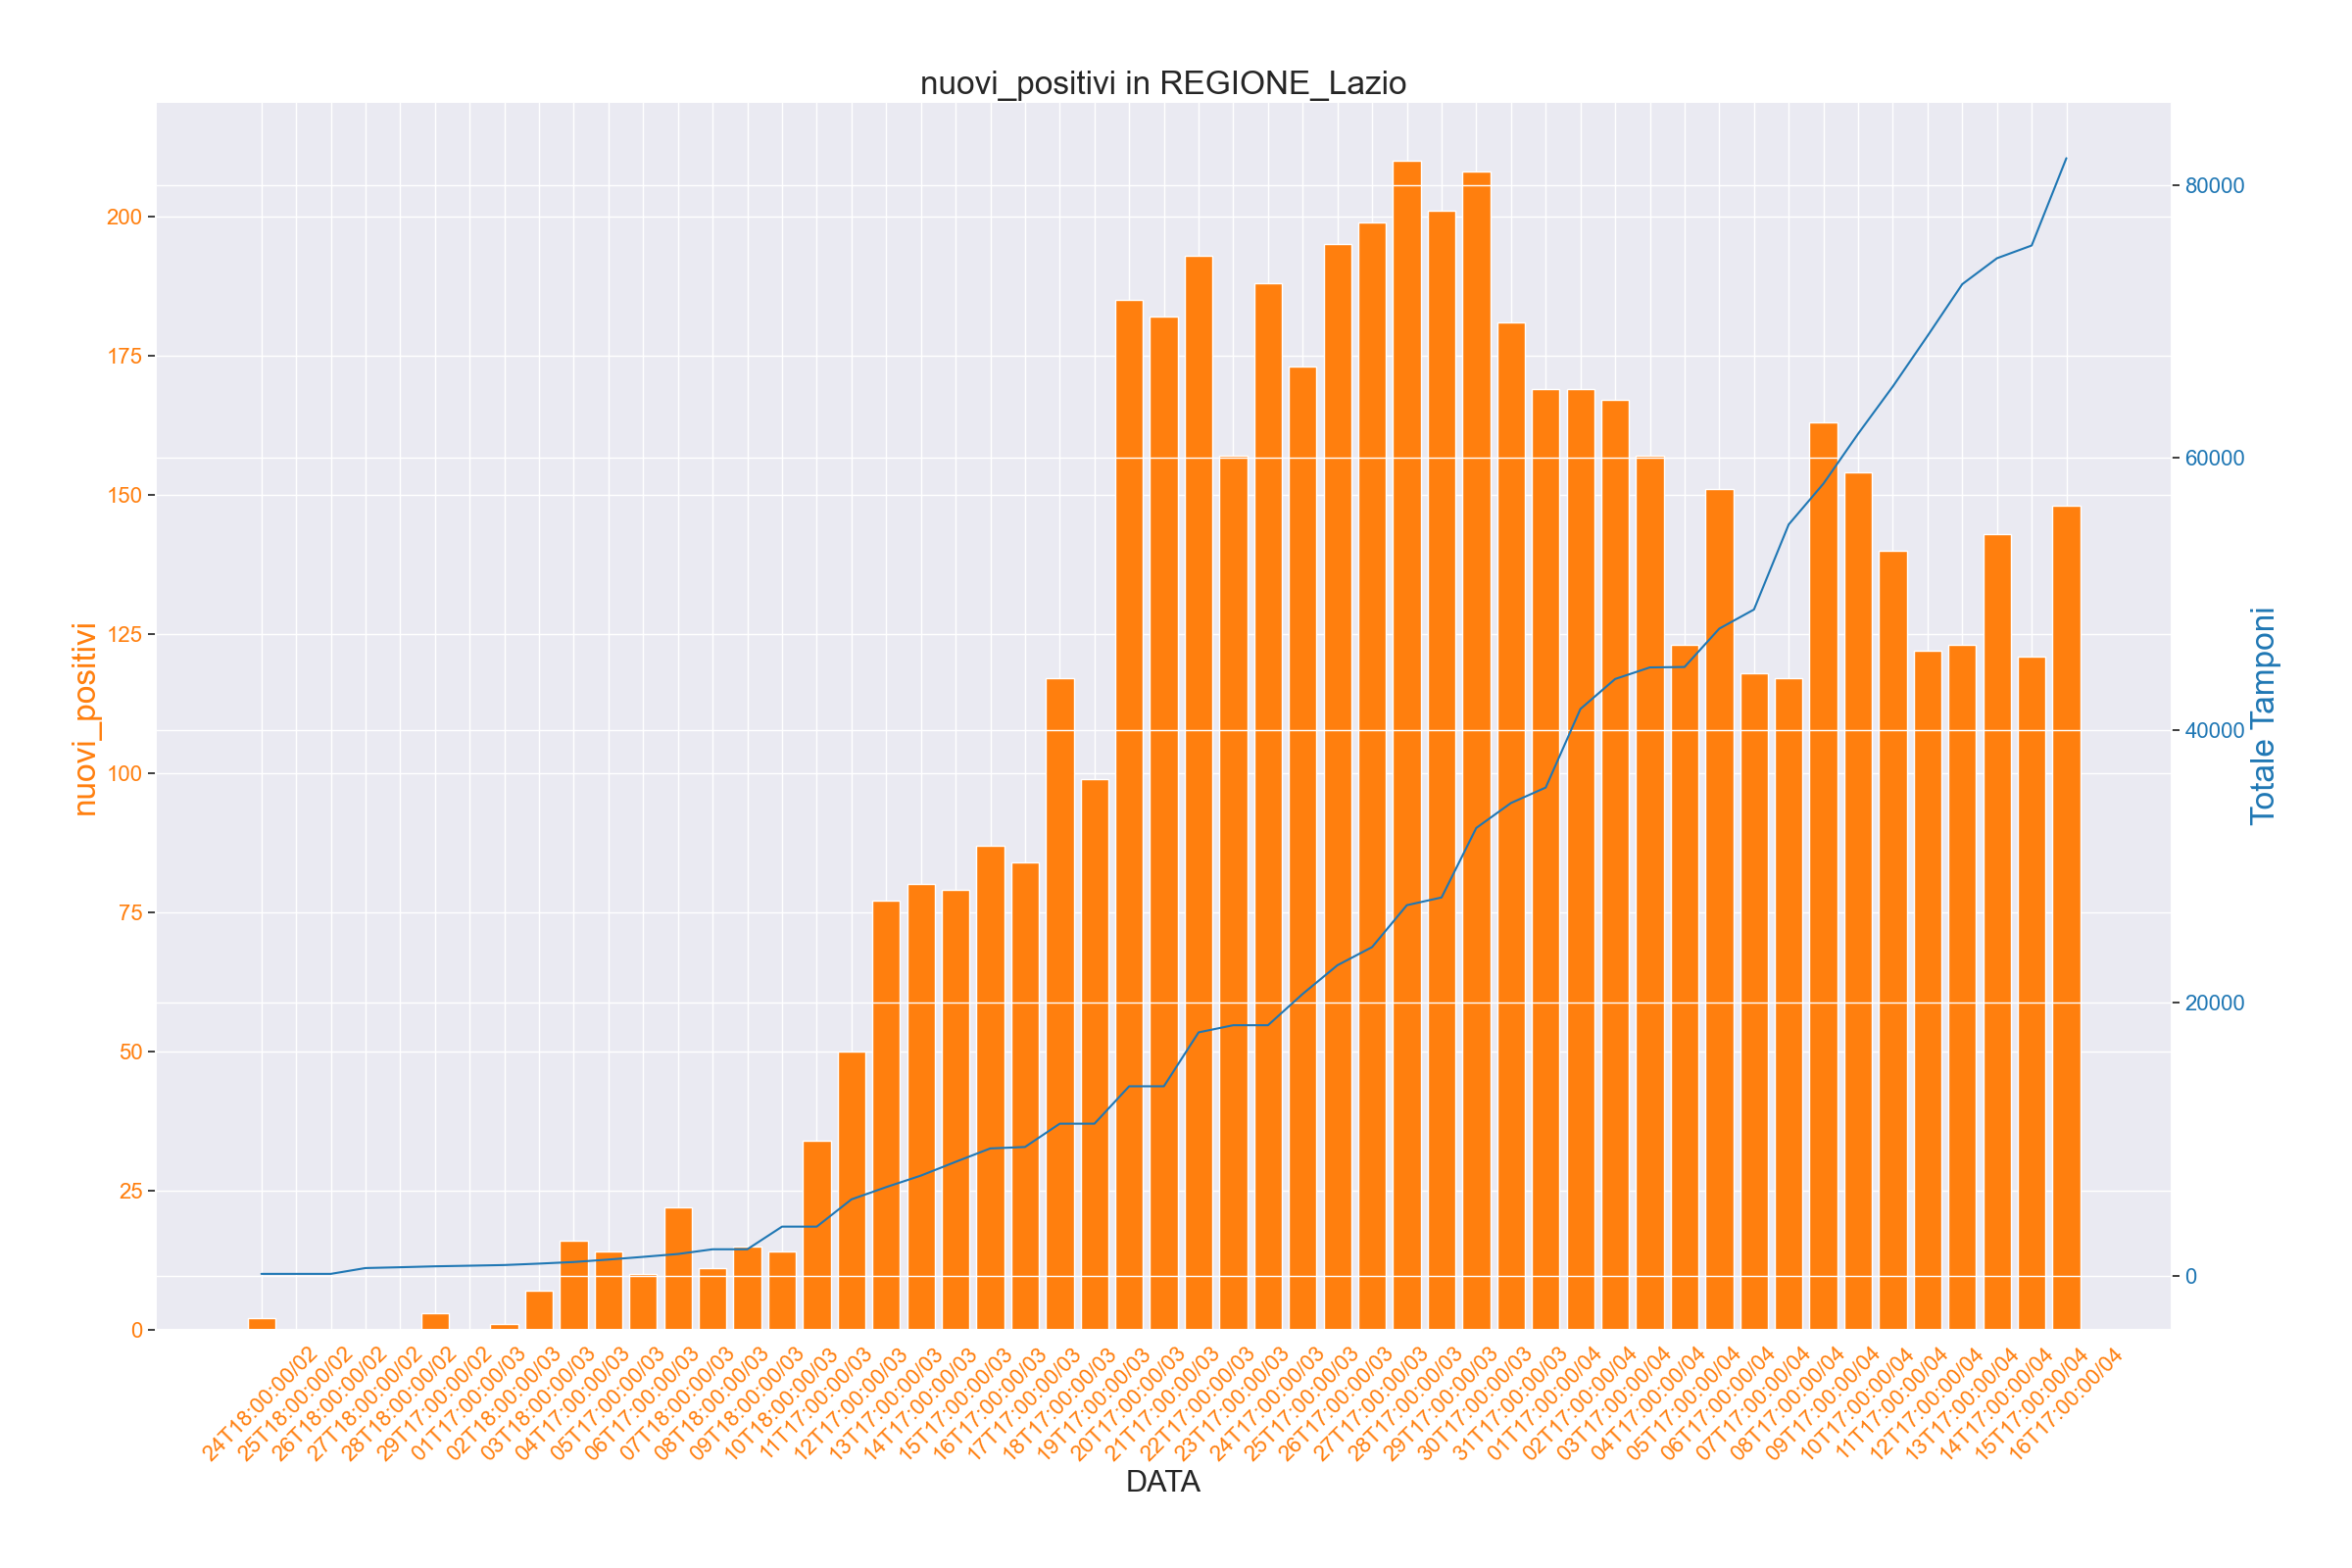 nuovi_positivi in REGIONE_Lazio
nuovi_positivi
200
175
150
125
100
75
50
25
0
80000
60000
40000
20000
0
Totale Tamponi
24T18:00:00/02
25T18:00:00/02
26T18:00:00/02
27T18:00:00/02
28T18:00:00/02
29T17:00:00/02
01T17:00:00/03
02T18:00:00/03
03T18:00:00/03
04T17:00:00/03
05T17:00:00/03
06T17:00:00/03
07T18:00:00/03
08T18:00:00/03
09T18:00:00/03
10T18:00:00/03
11T17:00:00/03
12T17:00:00/03
13T17:00:00/03
14T17:00:00/03
15T17:00:00/03
16T17:00:00/03
17T17:00:00/03
18T17:00:00/03
19T17:00:00/03
20T17:00:00/03
21T17:00:00/03
22T17:00:00/03
23T17:00:00/03
24T17:00:00/03
25T17:00:00/03
26T17:00:00/03
27T17:00:00/03
28T17:00:00/03
29T17:00:00/03
30T17:00:00/03
31T17:00:00/03
01T17:00:00/04
02T17:00:00/04
03T17:00:00/04
04T17:00:00/04
05T17:00:00/04
06T17:00:00/04
07T17:00:00/04
08T17:00:00/04
09T17:00:00/04
10T17:00:00/04
11T17:00:00/04
12T17:00:00/04
13T17:00:00/04
14T17:00:00/04
15T17:00:00/04
16T17:00:00/04
DATA